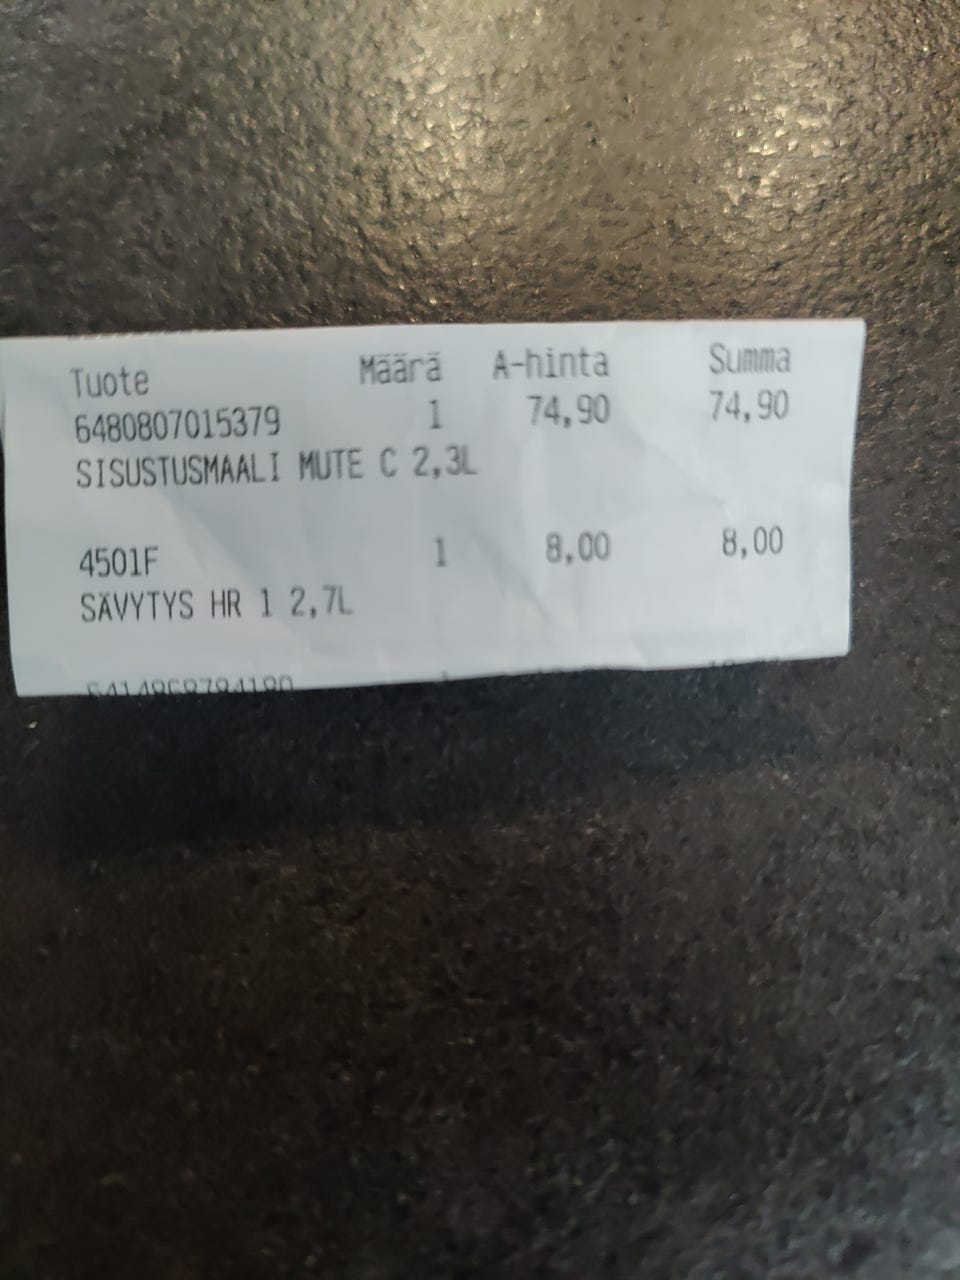 Tuote Määrä A-hinta Summa
6480807015379 1 74,90 74,90
SISUSTUSMAALI MUTE C 2,3L
4501F 1 8,00 8,00
SÄVYTYS HR 1 2,7L